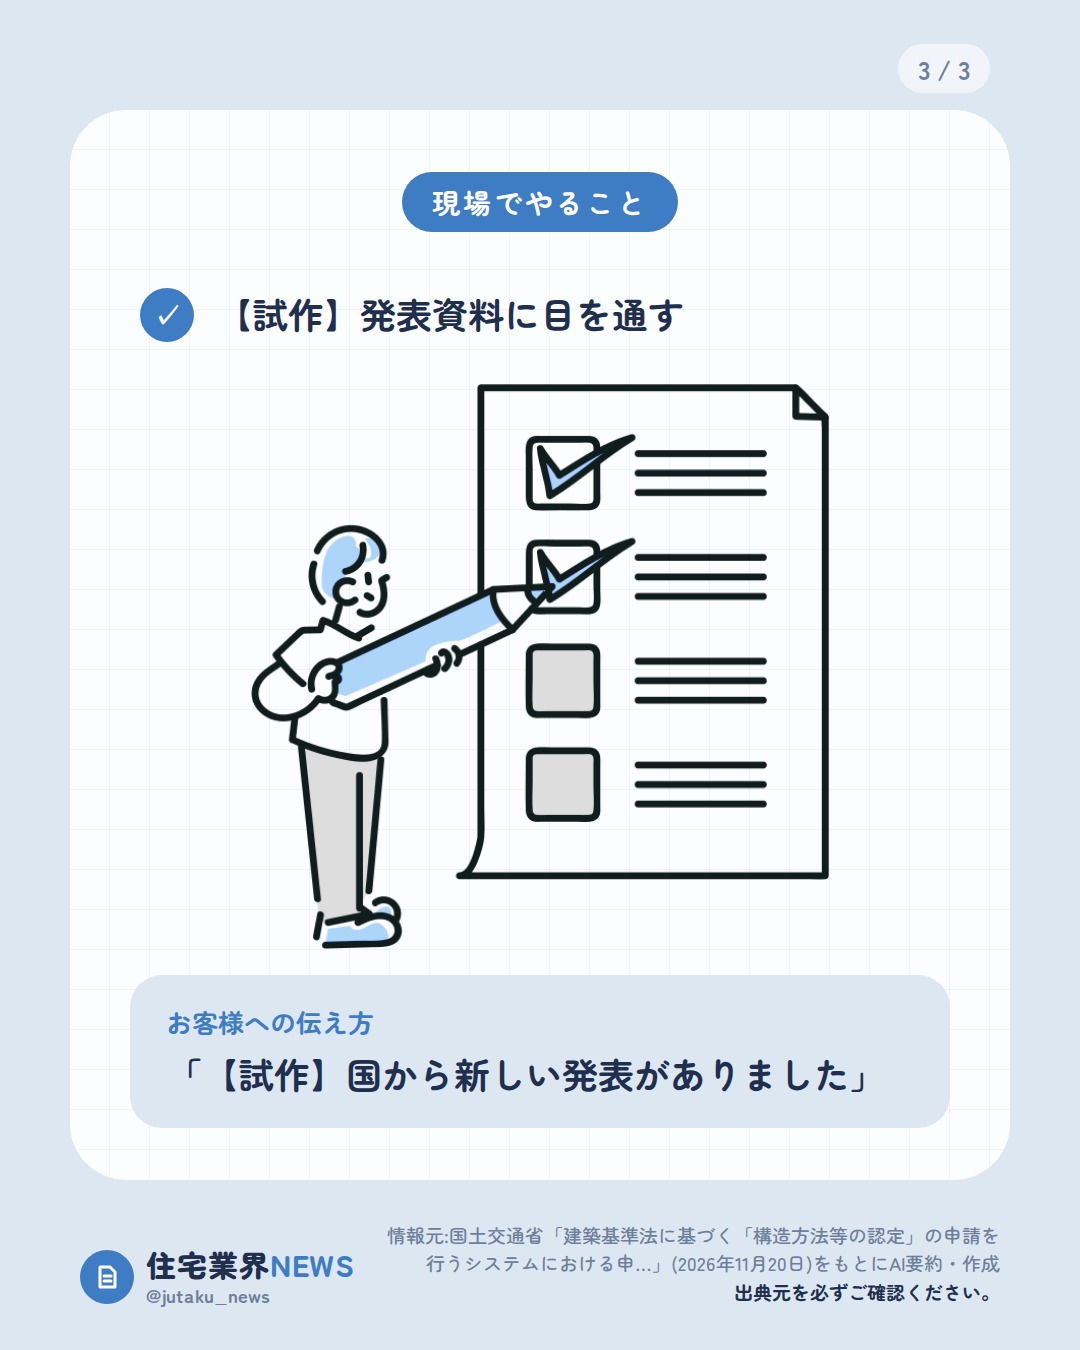 3 / 3
現場でやること
✓ 【試作】発表資料に目を通す
お客様への伝え方
「【試作】国から新しい発表がありました」
住宅業界NEWS
@jutaku_news
情報元:国土交通省「建築基準法に基づく「構造方法等の認定」の申請を
行うシステムにおける申…」(2026年11月20日)をもとにAI要約・作成
出典元を必ずご確認ください。